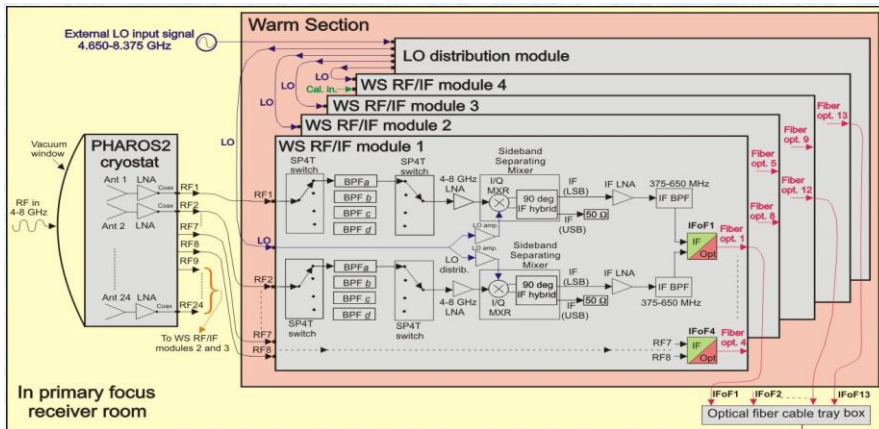 Warm Section
External LO input signal
4.650-8.375 GHz
LO distribution module
LO
WS RF/IF module 4
Cal. in.
LO
WS RF/IF module 3
LO
WS RF/IF module 2
LO
WS RF/IF module 1
Fiber
opt. 13
Fiber
opt. 9
Fiber
opt. 5
Fiber
opt. 12
Fiber
opt. 8
Vacuum
window
PHAROS2
cryostat
RF in
4-8 GHz
Ant 1
LNA
Coax
RF1
Ant 2
LNA
Coax
RF2
RF7
RF8
RF9
Ant 24
LNA
Coax
RF24
To WS RF/IF
modules 2 and 3
RF1
SP4T
switch
BPFa
BPF b
BPF c
BPF d
SP4T
switch
4-8 GHz
LNA
Sideband
Separating
Mixer
I/Q
MXR
90 deg
IF hybrid
IF
(LSB)
IF
(USB)
50 Ω
IF LNA
375-650 MHz
IF BPF
LO
LO amp.
LO amp.
LO
distrib.
IFoF1
IF
Opt
Fiber
opt. 1
RF2
SP4T
switch
BPFa
BPF b
BPF c
BPF d
SP4T
switch
4-8 GHz
LNA
Sideband
Separating
Mixer
I/Q
MXR
90 deg
IF hybrid
IF
(LSB)
IF
(USB)
50 Ω
IF LNA
IF BPF
375-650 MHz
RF7
RF8
RF7
RF8
IFoF4
IF
Opt
Fiber
opt. 4
In primary focus
receiver room
IFoF1
IFoF2
IFoF13
Optical fiber cable tray box